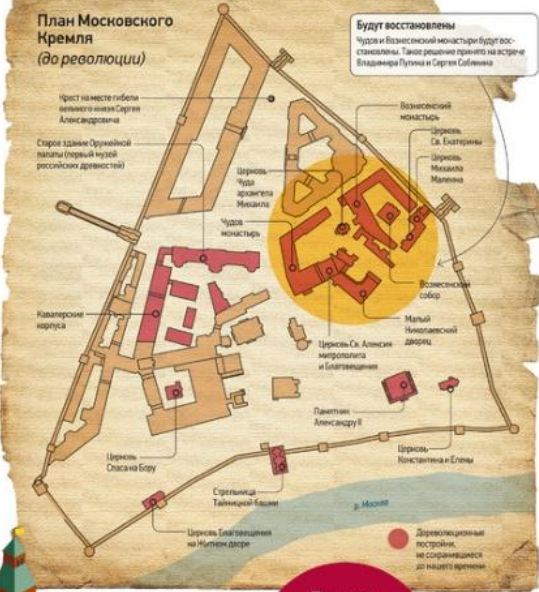 План Московского
Кремля
(до революции)
Будут восстановлены
Чудов и Вознесенский монастыри будут вос-
становлены. Такое решение принято на встрече
Владимира Путина и Сергея Собянина
Крест на месте гибели
великого князя Сергея
Александровича
Старое здание Оружейной
палаты (первый музей
российских древностей)
Вознесенский
монастырь
Церковь
Св. Екатерины
Церковь
Михаила
Малеина
Церковь
Чуда
архангела
Михаила
Чудов
монастырь
Вознесенский
собор
Кавалерские
корпуса
Малый
Николаевский
дворец
Церковь Св. Алексия
митрополита
и Благовещения
Памятник
Александру II
Церковь
Константина и Елены
Церковь
Спаса на Бору
Стрельница
Тайницкой башни
р. Москва
Церковь Благовещения
на Житном дворе
Дореволюционные
постройки,
не сохранившиеся
до нашего времени